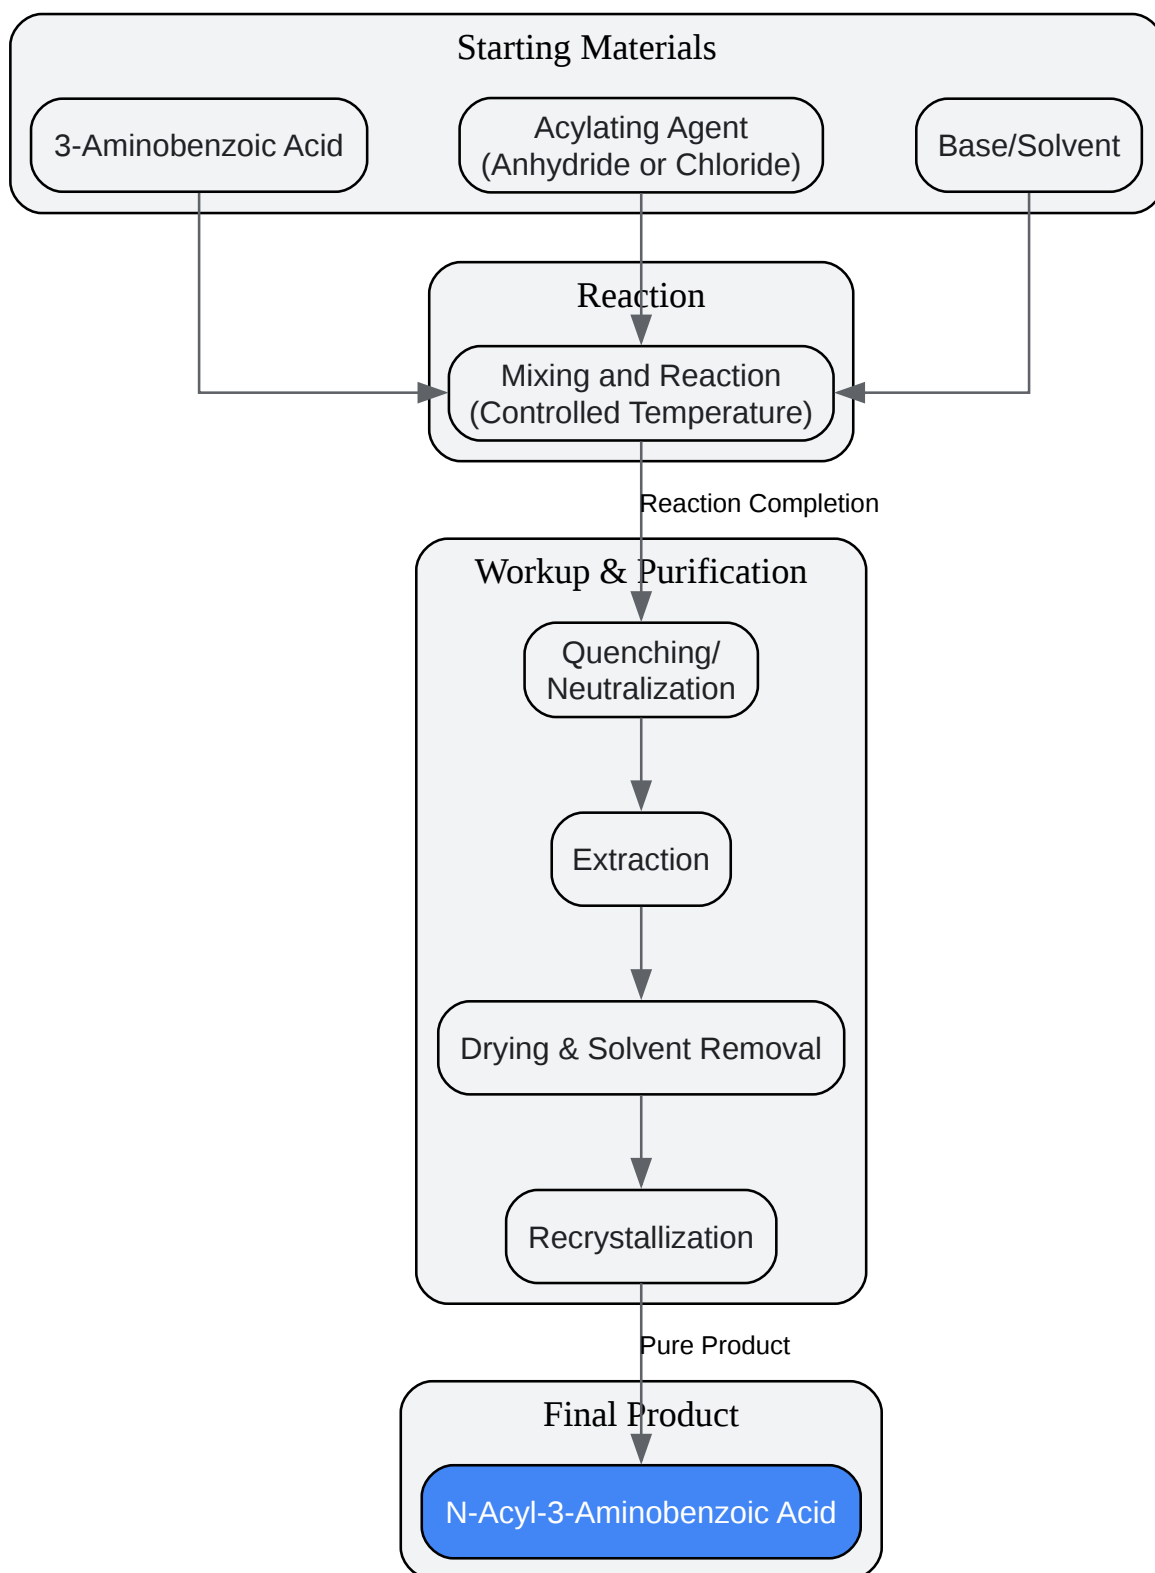 Starting Materials
3-Aminobenzoic Acid
Acylating Agent
(Anhydride or Chloride)
Base/Solvent
Reaction
Mixing and Reaction
(Controlled Temperature)
Reaction Completion
Workup & Purification
Quenching/
Neutralization
Extraction
Drying & Solvent Removal
Recrystallization
Pure Product
Final Product
N-Acyl-3-Aminobenzoic Acid